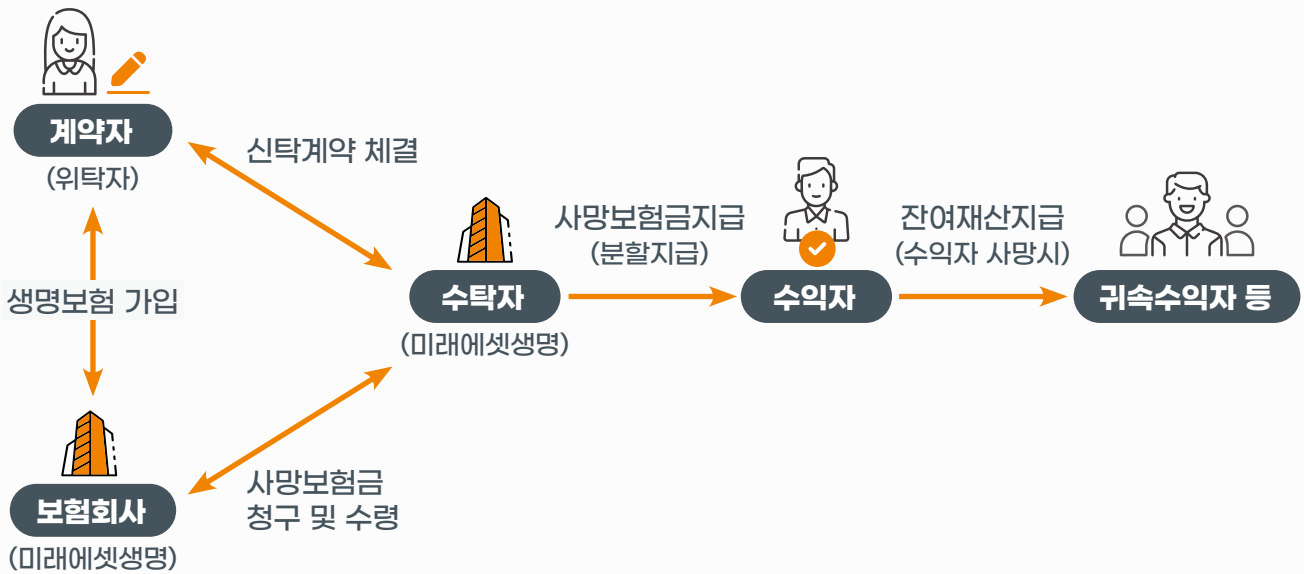 계약자
(위탁자)
신탁계약 체결
생명보험 가입
보험회사
(미래에셋생명)
사망보험금
청구 및 수령
수탁자
(미래에셋생명)
사망보험금지급
(분할지급)
수익자
잔여재산지급
(수익자 사망시)
귀속수익자 등